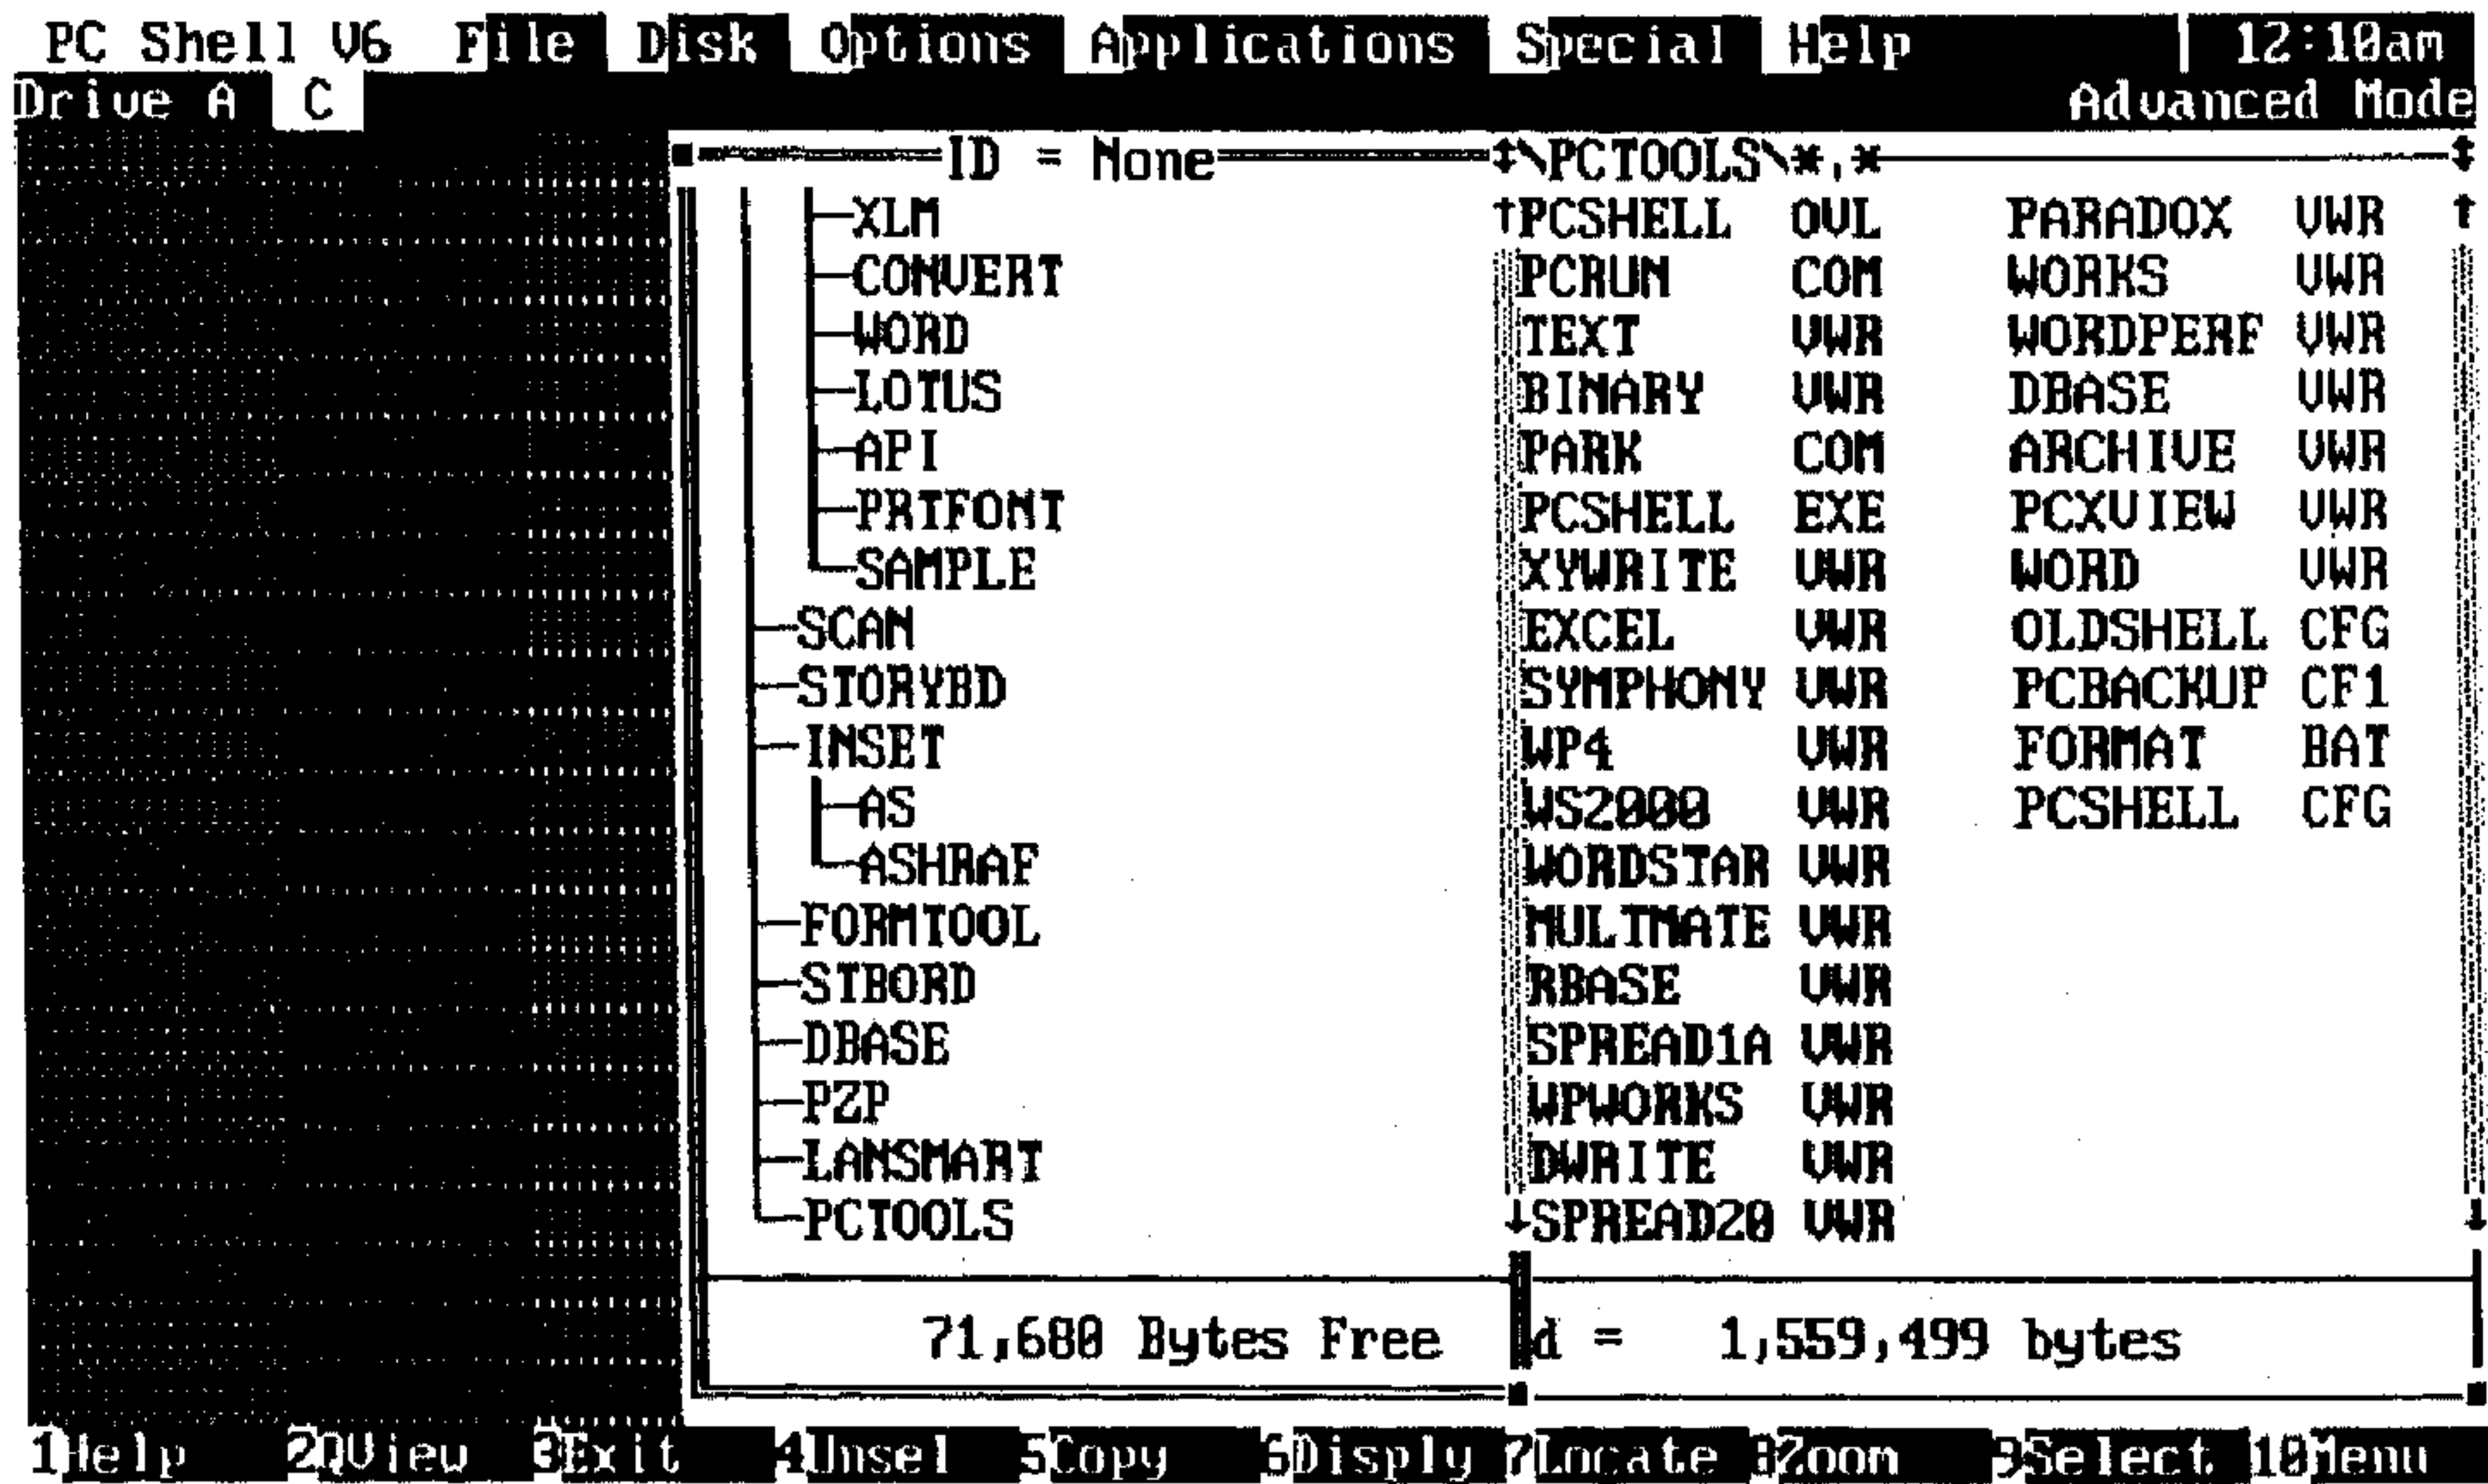 PC Shell V6 File Disk Options Applications Special Help 12:10am
Drive A C Advanced Mode
ID = None \PCTOOLS\*.*
XLM PCSHELL OVL PARADOX VWR
CONVERT PCRUN COM WORKS VWR
WORD TEXT VWR WORDPERF VWR
LOTUS BINARY VWR DBASE VWR
API PARK COM ARCHIVE VWR
PRTFONT PCSHELL EXE PCXVIEW VWR
SAMPLE XYWRITE VWR WORD VWR
SCAN EXCEL VWR OLDSHELL CFG
STORYBD SYMPHONY VWR PCBACKUP CF1
INSET WP4 VWR FORMAT BAT
AS WS2000 VWR PCSHELL CFG
ASHRAF WORDSTAR VWR
FORMTOOL MULTMATE VWR
STBORD RBASE VWR
DBASE SPREAD1A VWR
PZP WPWORKS VWR
LANSMART DWRITE VWR
PCTOOLS SPREAD20 VWR
71,680 Bytes Free d = 1,559,499 bytes
1Help 2QView 3Exit 4Unsel 5Copy 6Disply 7Locate 8Zoom 9Select 10Menu